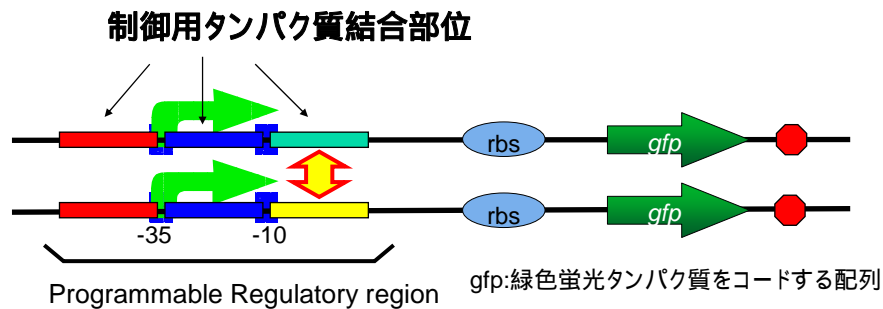 制御用タンパク質結合部位
rbs
gfp
rbs
gfp
-35
-10
Programmable Regulatory region
gfp:緑色蛍光タンパク質をコードする配列